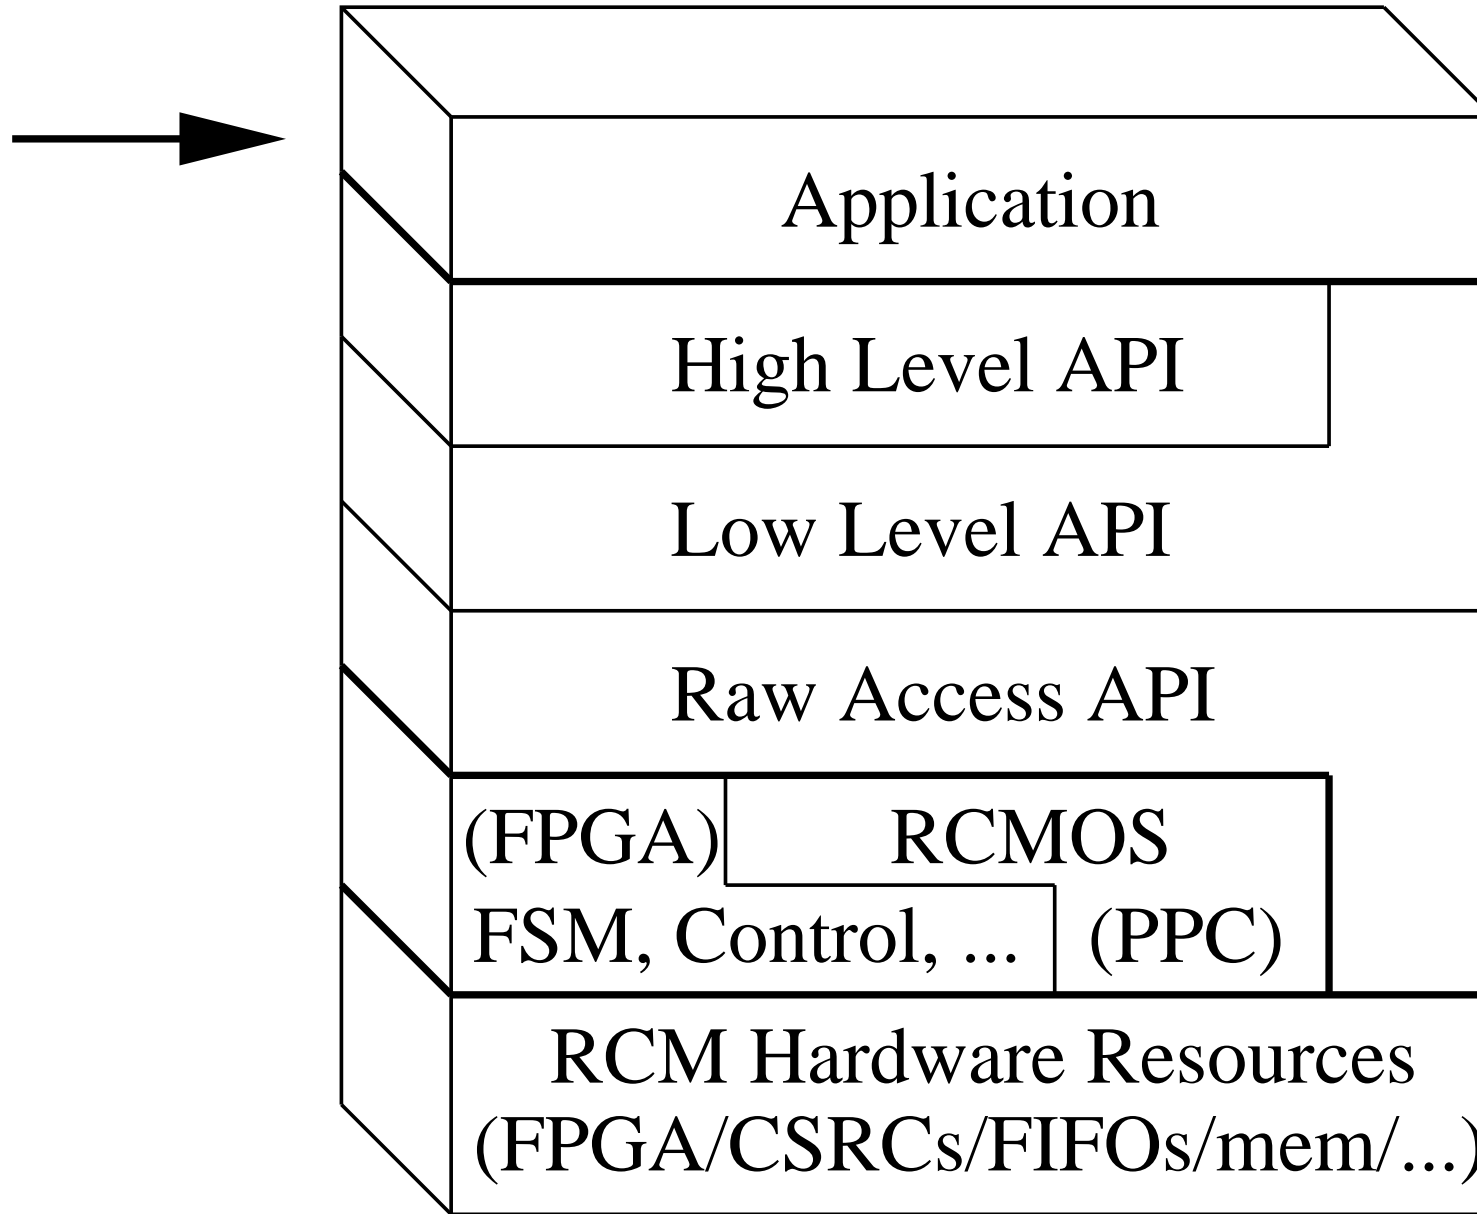 Application
High Level API
Low Level API
Raw Access API
(FPGA) RCMOS
FSM, Control, ... (PPC)
RCM Hardware Resources
(FPGA/CSRCs/FIFOs/mem/...)